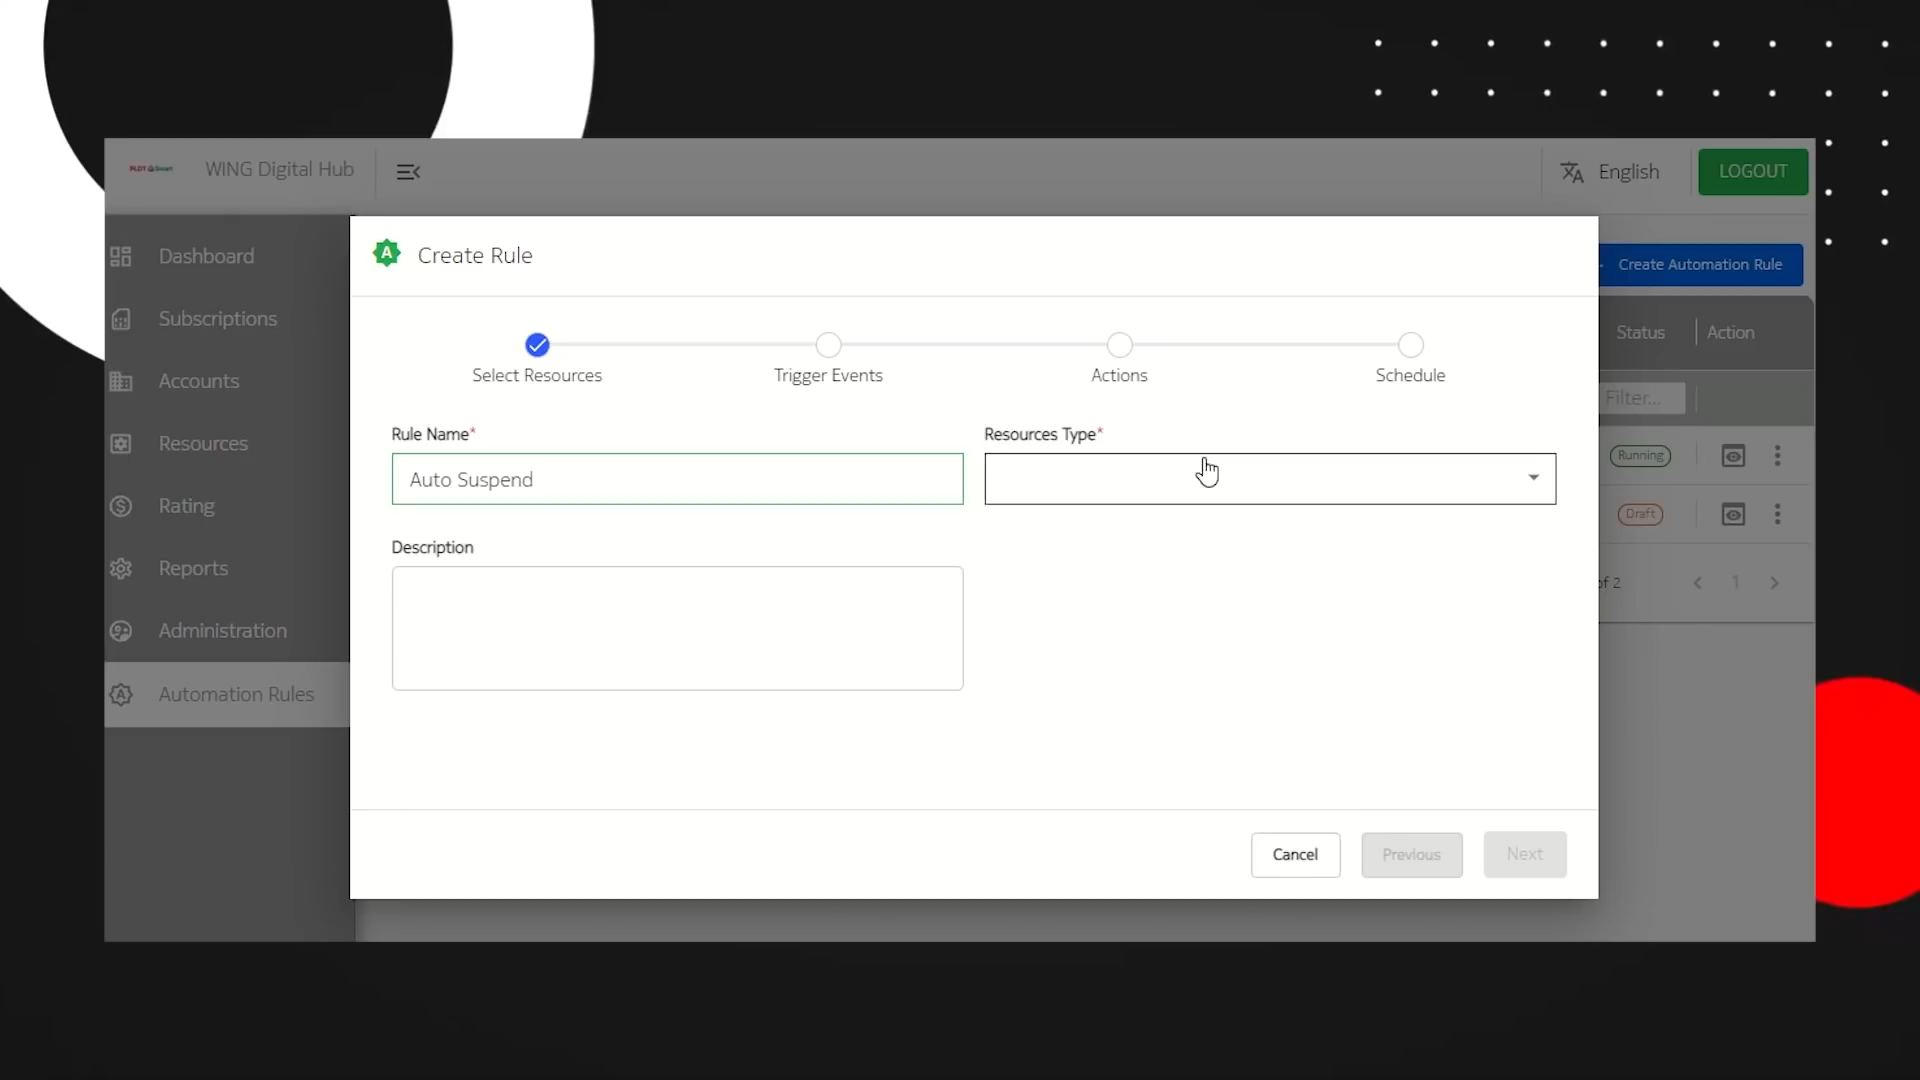 PLDT Smart
WING Digital Hub
English
LOGOUT
Dashboard
Subscriptions
Accounts
Resources
Rating
Reports
Administration
Automation Rules
Create Automation Rule
Status
Action
Filter...
Running
Draft
of 2
1
A
Create Rule
Select Resources
Trigger Events
Actions
Schedule
Rule Name*
Resources Type*
Auto Suspend
Description
Cancel
Previous
Next